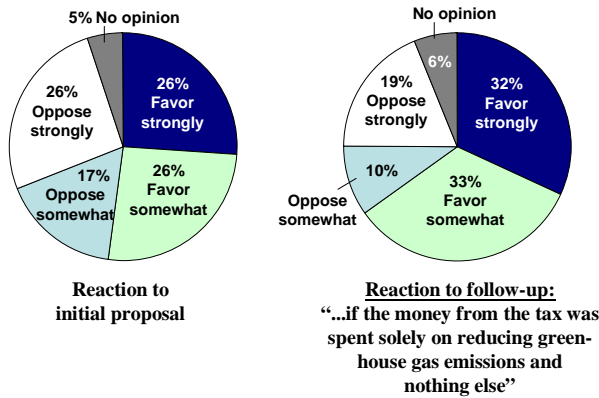 5% No opinion
26%
Favor
strongly
26%
Favor
somewhat
17%
Oppose
somewhat
26%
Oppose
strongly
Reaction to
initial proposal
No opinion
6%
32%
Favor
strongly
33%
Favor
somewhat
10%
Oppose
somewhat
19%
Oppose
strongly
Reaction to follow-up:
“...if the money from the tax was
spent solely on reducing green-
house gas emissions and
nothing else”